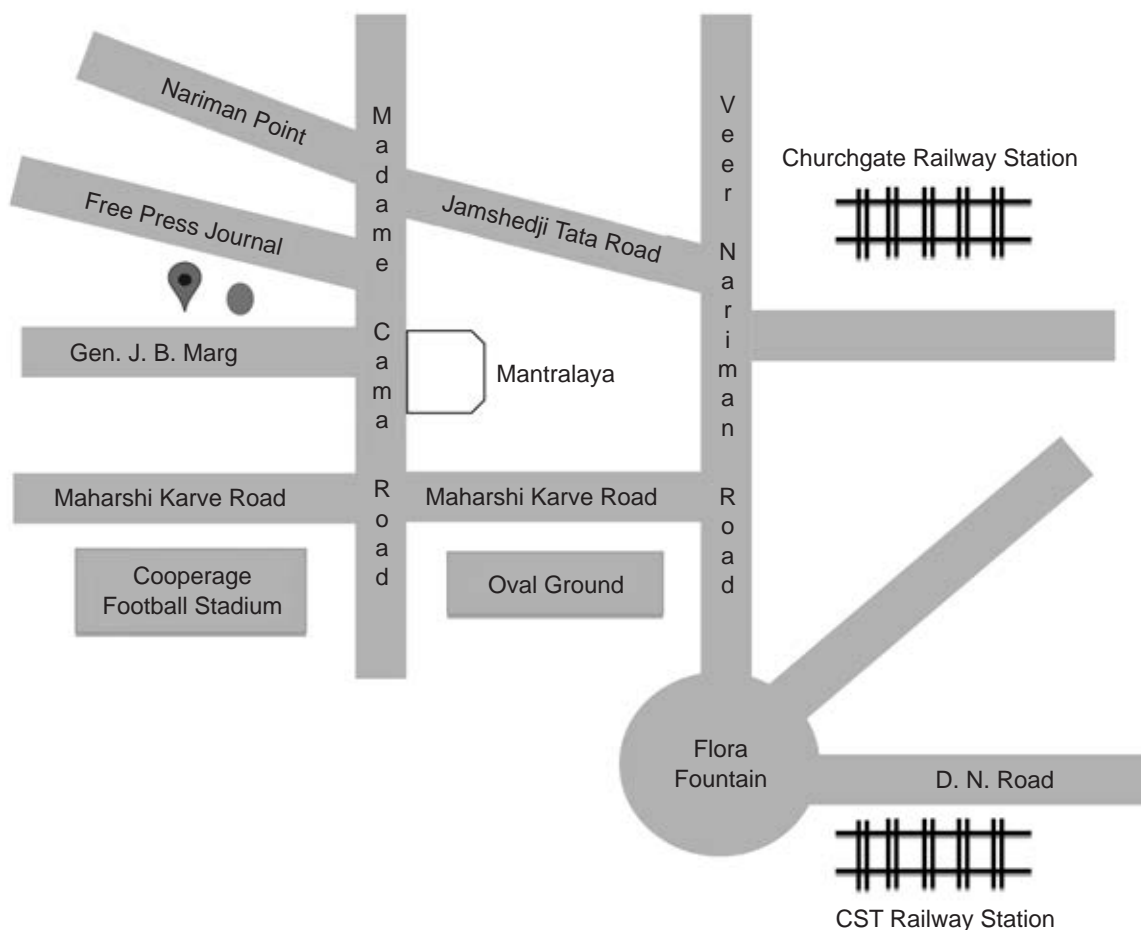 Nariman Point
Madame Cama Road
Veer Nariman Road
Churchgate Railway Station
Free Press Journal
Jamshedji Tata Road
Gen. J. B. Marg
Mantralaya
Maharshi Karve Road
Maharshi Karve Road
Cooperage
Football Stadium
Oval Ground
Flora
Fountain
D. N. Road
CST Railway Station